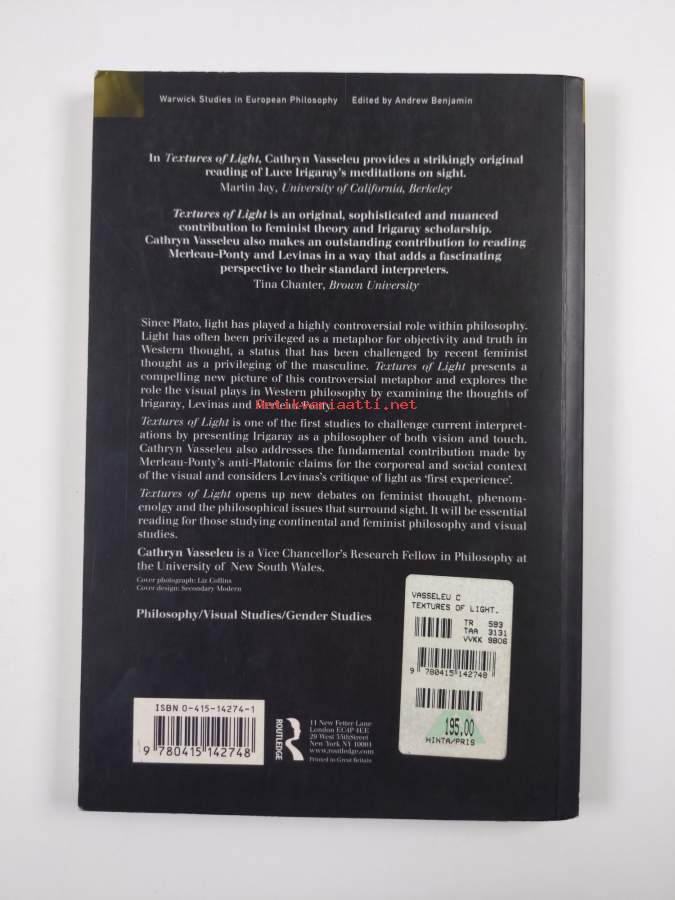 Warwick Studies in European Philosophy Edited by Andrew Benjamin
In Textures of Light, Cathryn Vasseleu provides a strikingly original
reading of Luce Irigaray's meditations on sight.
Martin Jay, University of California, Berkeley
Textures of Light is an original, sophisticated and nuanced
contribution to feminist theory and Irigaray scholarship.
Cathryn Vasseleu also makes an outstanding contribution to reading
Merleau-Ponty and Levinas in a way that adds a fascinating
perspective to their standard interpreters.
Tina Chanter, Brown University
Since Plato, light has played a highly controversial role within philosophy.
Light has often been privileged as a metaphor for objectivity and truth in
Western thought, a status that has been challenged by recent feminist
thought as a privileging of the masculine. Textures of Light presents a
compelling new picture of this controversial metaphor and explores the
role the visual plays in Western philosophy by examining the thoughts of
Irigaray, Levinas and Merleau-Ponty.
Antikvariaatti.net
Textures of Light is one of the first studies to challenge current interpret-
ations by presenting Irigaray as a philosopher of both vision and touch.
Cathryn Vasseleu also addresses the fundamental contribution made by
Merleau-Ponty's anti-Platonic claims for the corporeal and social context
of the visual and considers Levinas's critique of light as 'first experience'.
Textures of Light opens up new debates on feminist thought, phenom-
enolgy and the philosophical issues that surround sight. It will be essential
reading for those studying continental and feminist philosophy and visual
studies.
Cathryn Vasseleu is a Vice Chancellor's Research Fellow in Philosophy at
the University of New South Wales.
Cover photograph: Liz Collins
Cover design: Secondary Modern
Philosophy/Visual Studies/Gender Studies
VASSELEU C
TEXTURES OF LIGHT.
TR 593
TAA 3131
VVKK 9806
9 780415 142748
195,00
HINTA/PRIS
ISBN 0-415-14274-1
9 780415 142748
ROUTLEDGE
11 New Fetter Lane
London EC4P 4EE
29 West 35th Street
New York NY 10001
www.routledge.com
Printed in Great Britain